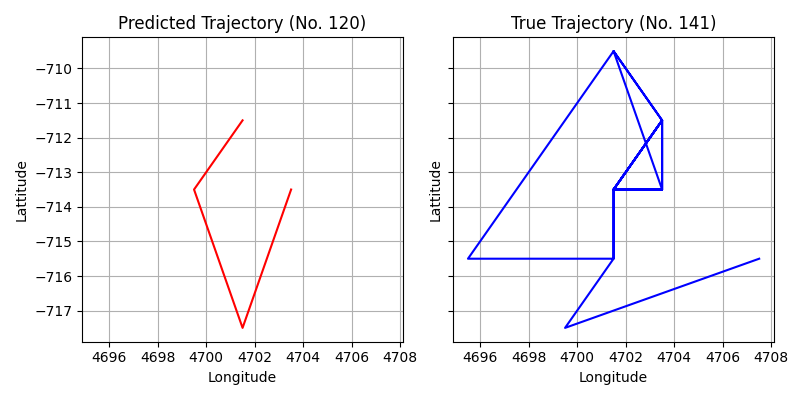 Predicted Trajectory (No. 120)
True Trajectory (No. 141)
−710
−711
−712
−713
−714
−715
−716
−717
Lattitude
Lattitude
4696 4698 4700 4702 4704 4706 4708
4696 4698 4700 4702 4704 4706 4708
Longitude
Longitude